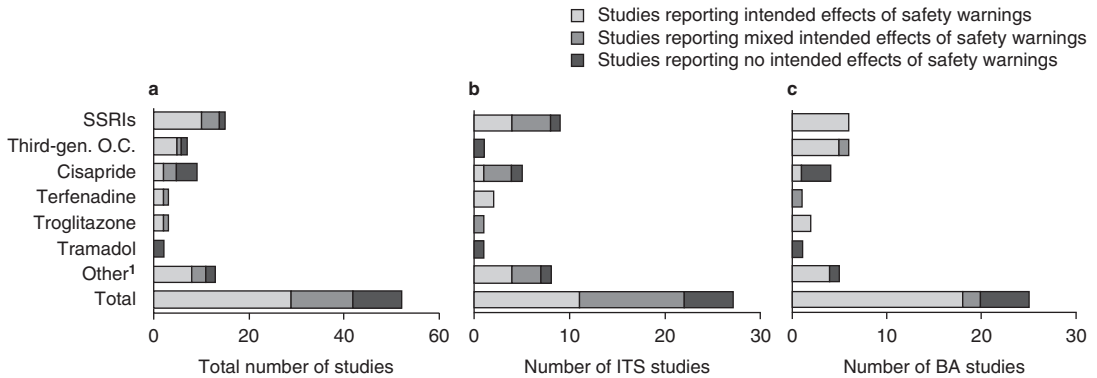 Studies reporting intended effects of safety warnings
Studies reporting mixed intended effects of safety warnings
Studies reporting no intended effects of safety warnings
a
b
c
SSRIs
Third-gen. O.C.
Cisapride
Terfenadine
Troglitazone
Tramadol
Other¹
Total
0 20 40 60
0 10 20 30
0 10 20 30
Total number of studies
Number of ITS studies
Number of BA studies